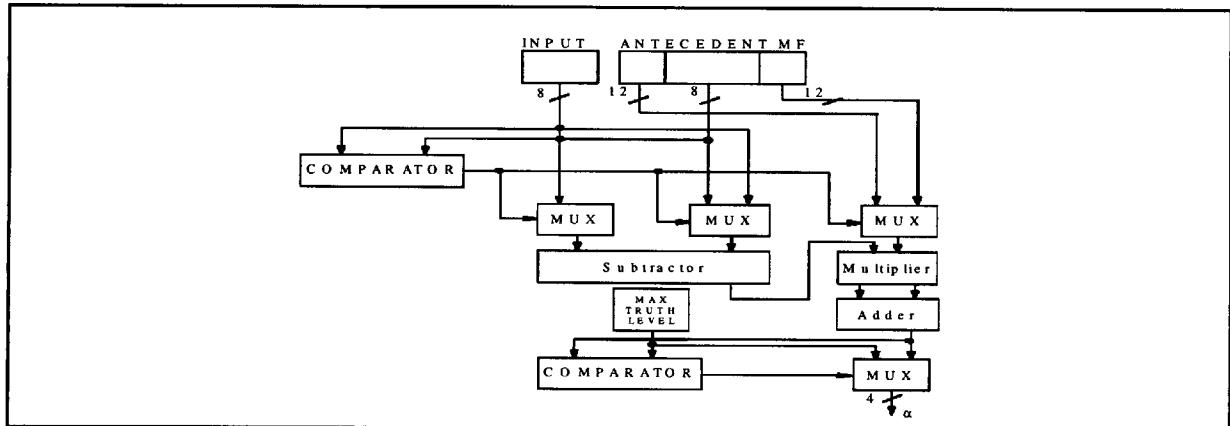 INPUT
ANTECEDENT MF
8
12
8
12
COMPARATOR
MUX
MUX
MUX
Subtractor
Multiplier
MAX
TRUTH
LEVEL
Adder
COMPARATOR
MUX
4
α